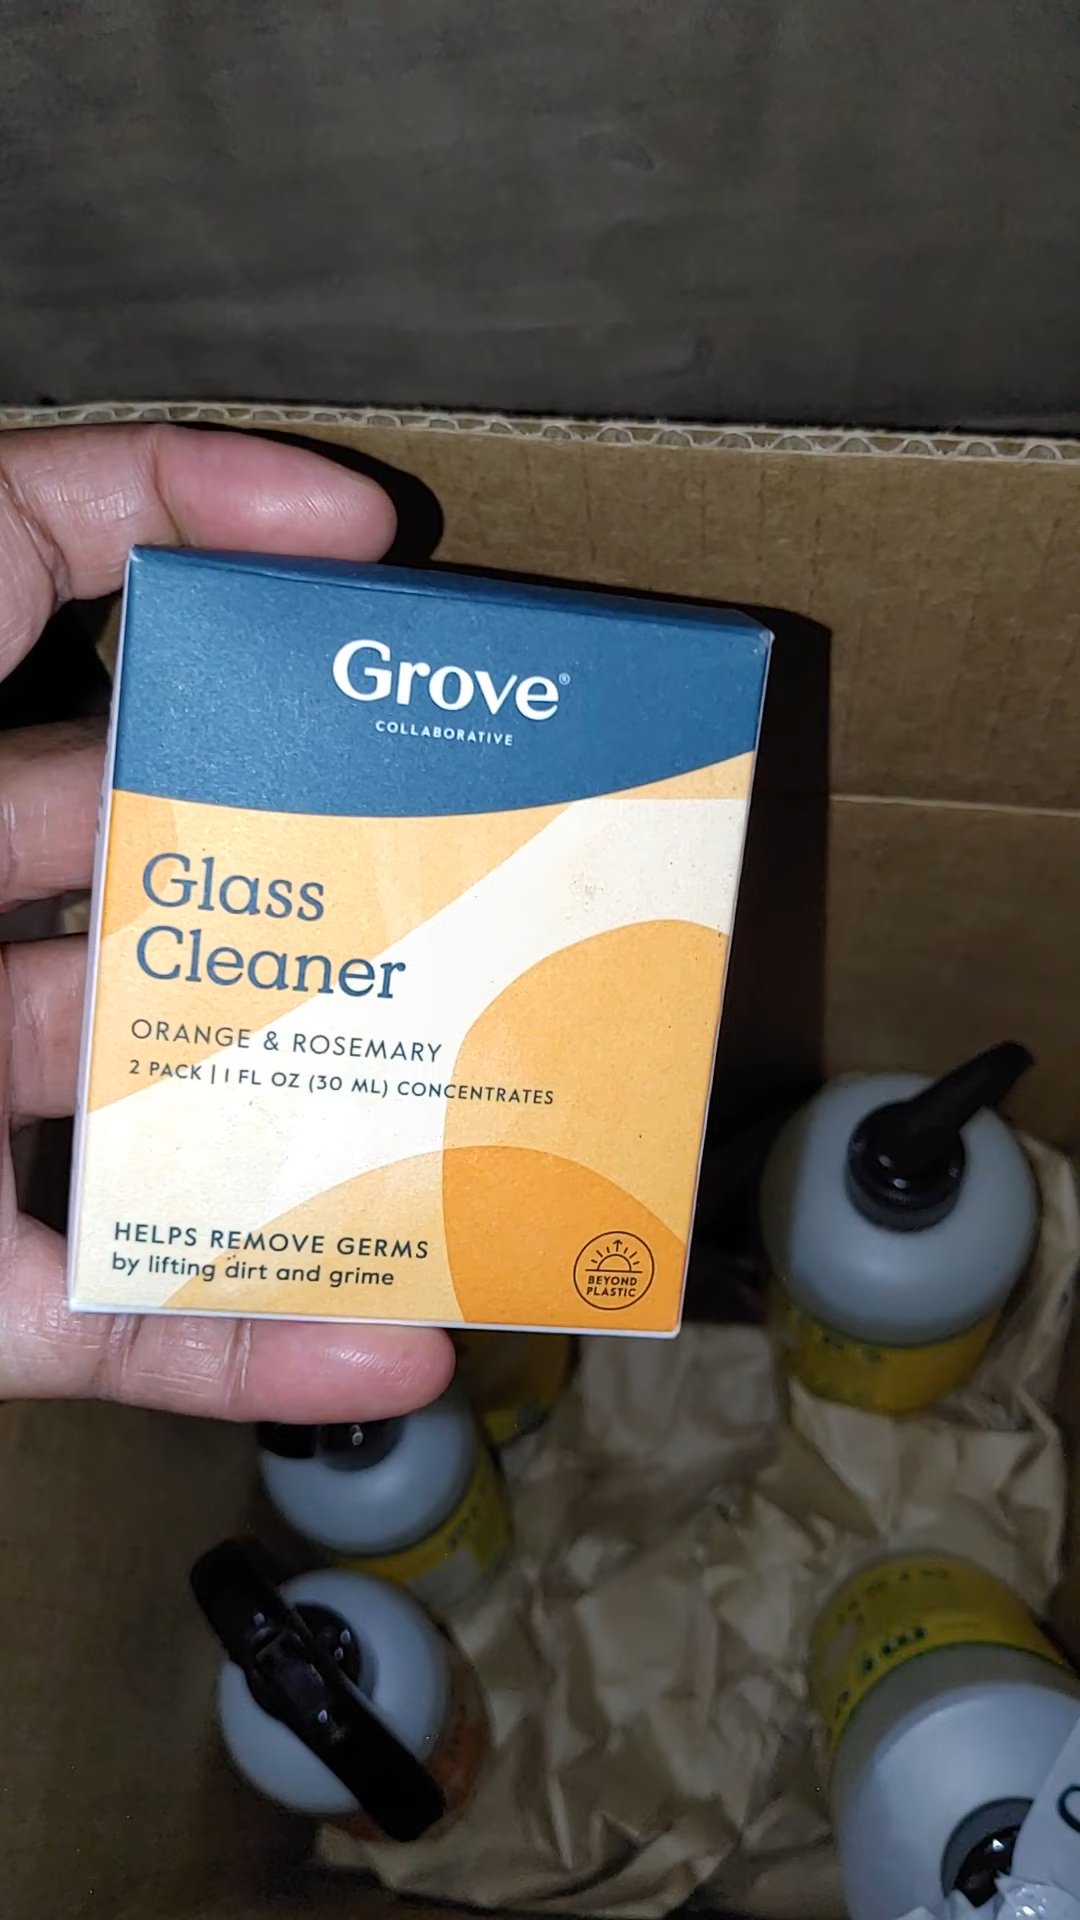 Grove®
COLLABORATIVE
Glass
Cleaner
ORANGE & ROSEMARY
2 PACK | 1 FL OZ (30 ML) CONCENTRATES
HELPS REMOVE GERMS
by lifting dirt and grime
BEYOND
PLASTIC